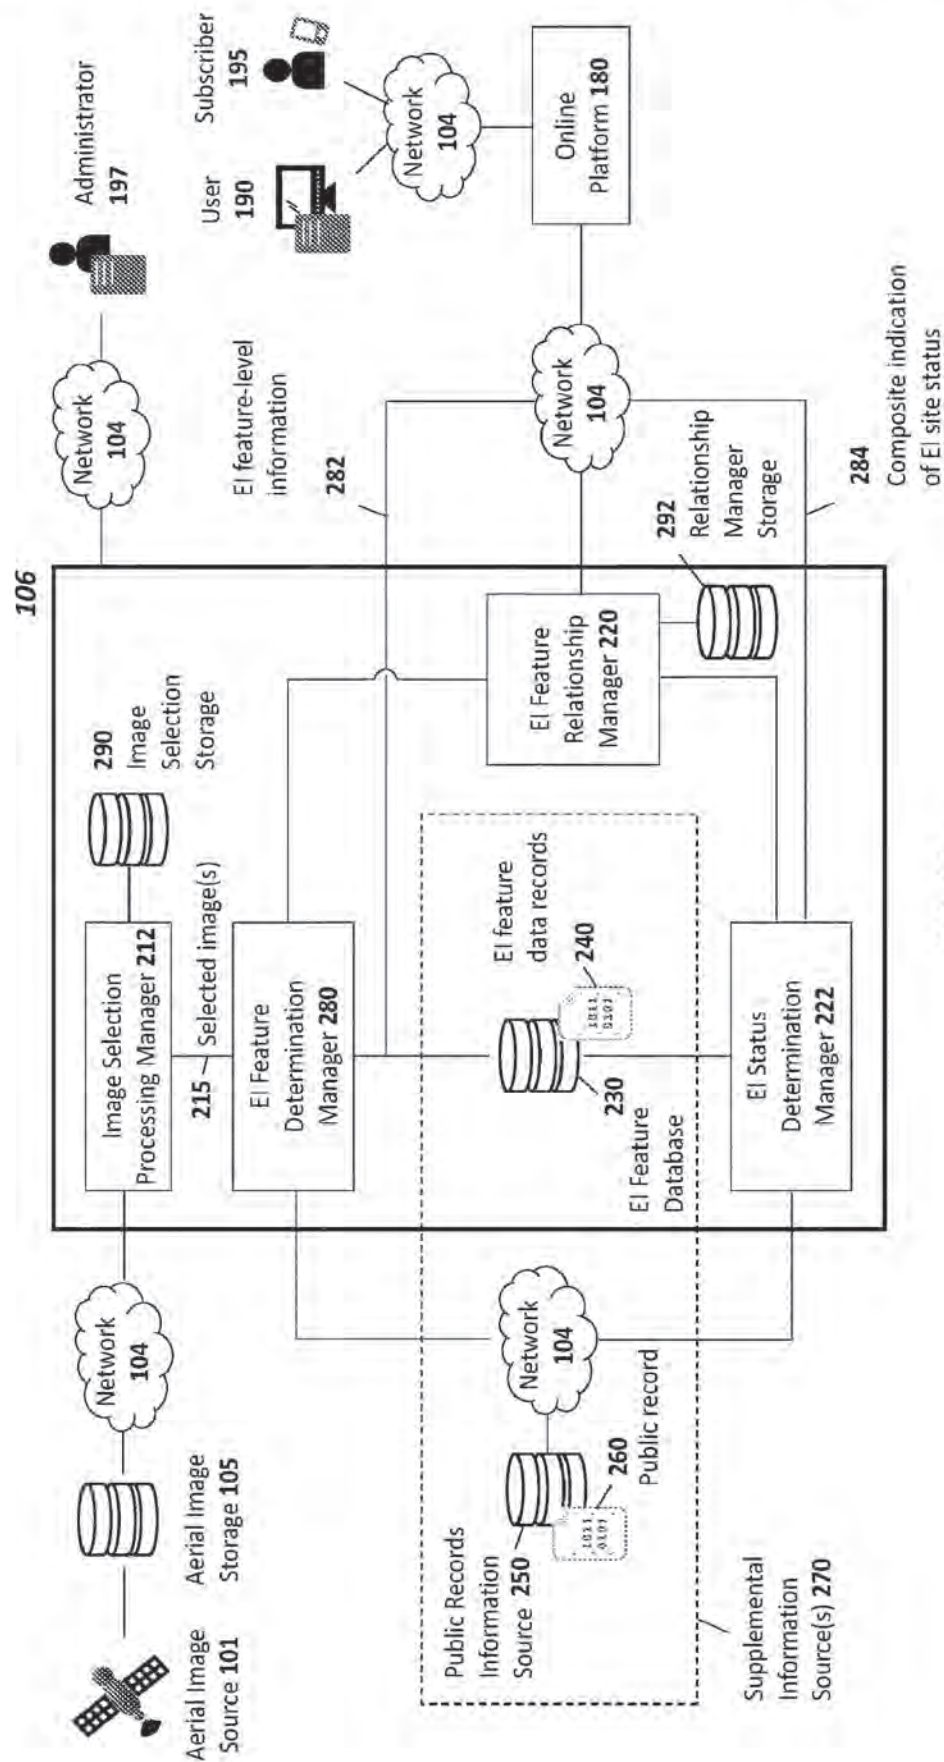 106
Aerial Image
Source 101
Aerial Image
Storage 105
Network
104
Image Selection
Processing Manager 212
290
Image
Selection
Storage
Network
104
Administrator
197
215
Selected image(s)
EI Feature
Determination
Manager 280
EI feature-level
information
282
User
190
Subscriber
195
Network
104
Online
Platform 180
Network
104
EI Feature
Relationship
Manager 220
292
Relationship
Manager
Storage
284
Composite indication
of EI site status
EI feature
data records
240
1011
0101
230
EI Feature
Database
EI Status
Determination
Manager 222
Network
104
Public Records
Information
Source 250
1011
0101
260
Public record
Supplemental
Information
Source(s) 270